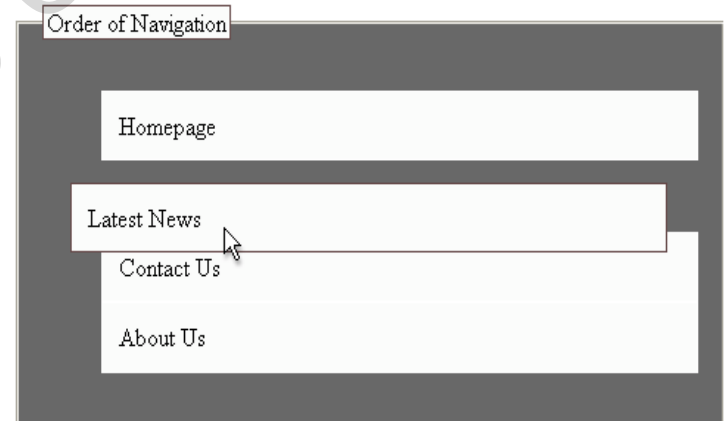 Order of Navigation
Homepage
Latest News
Contact Us
About Us